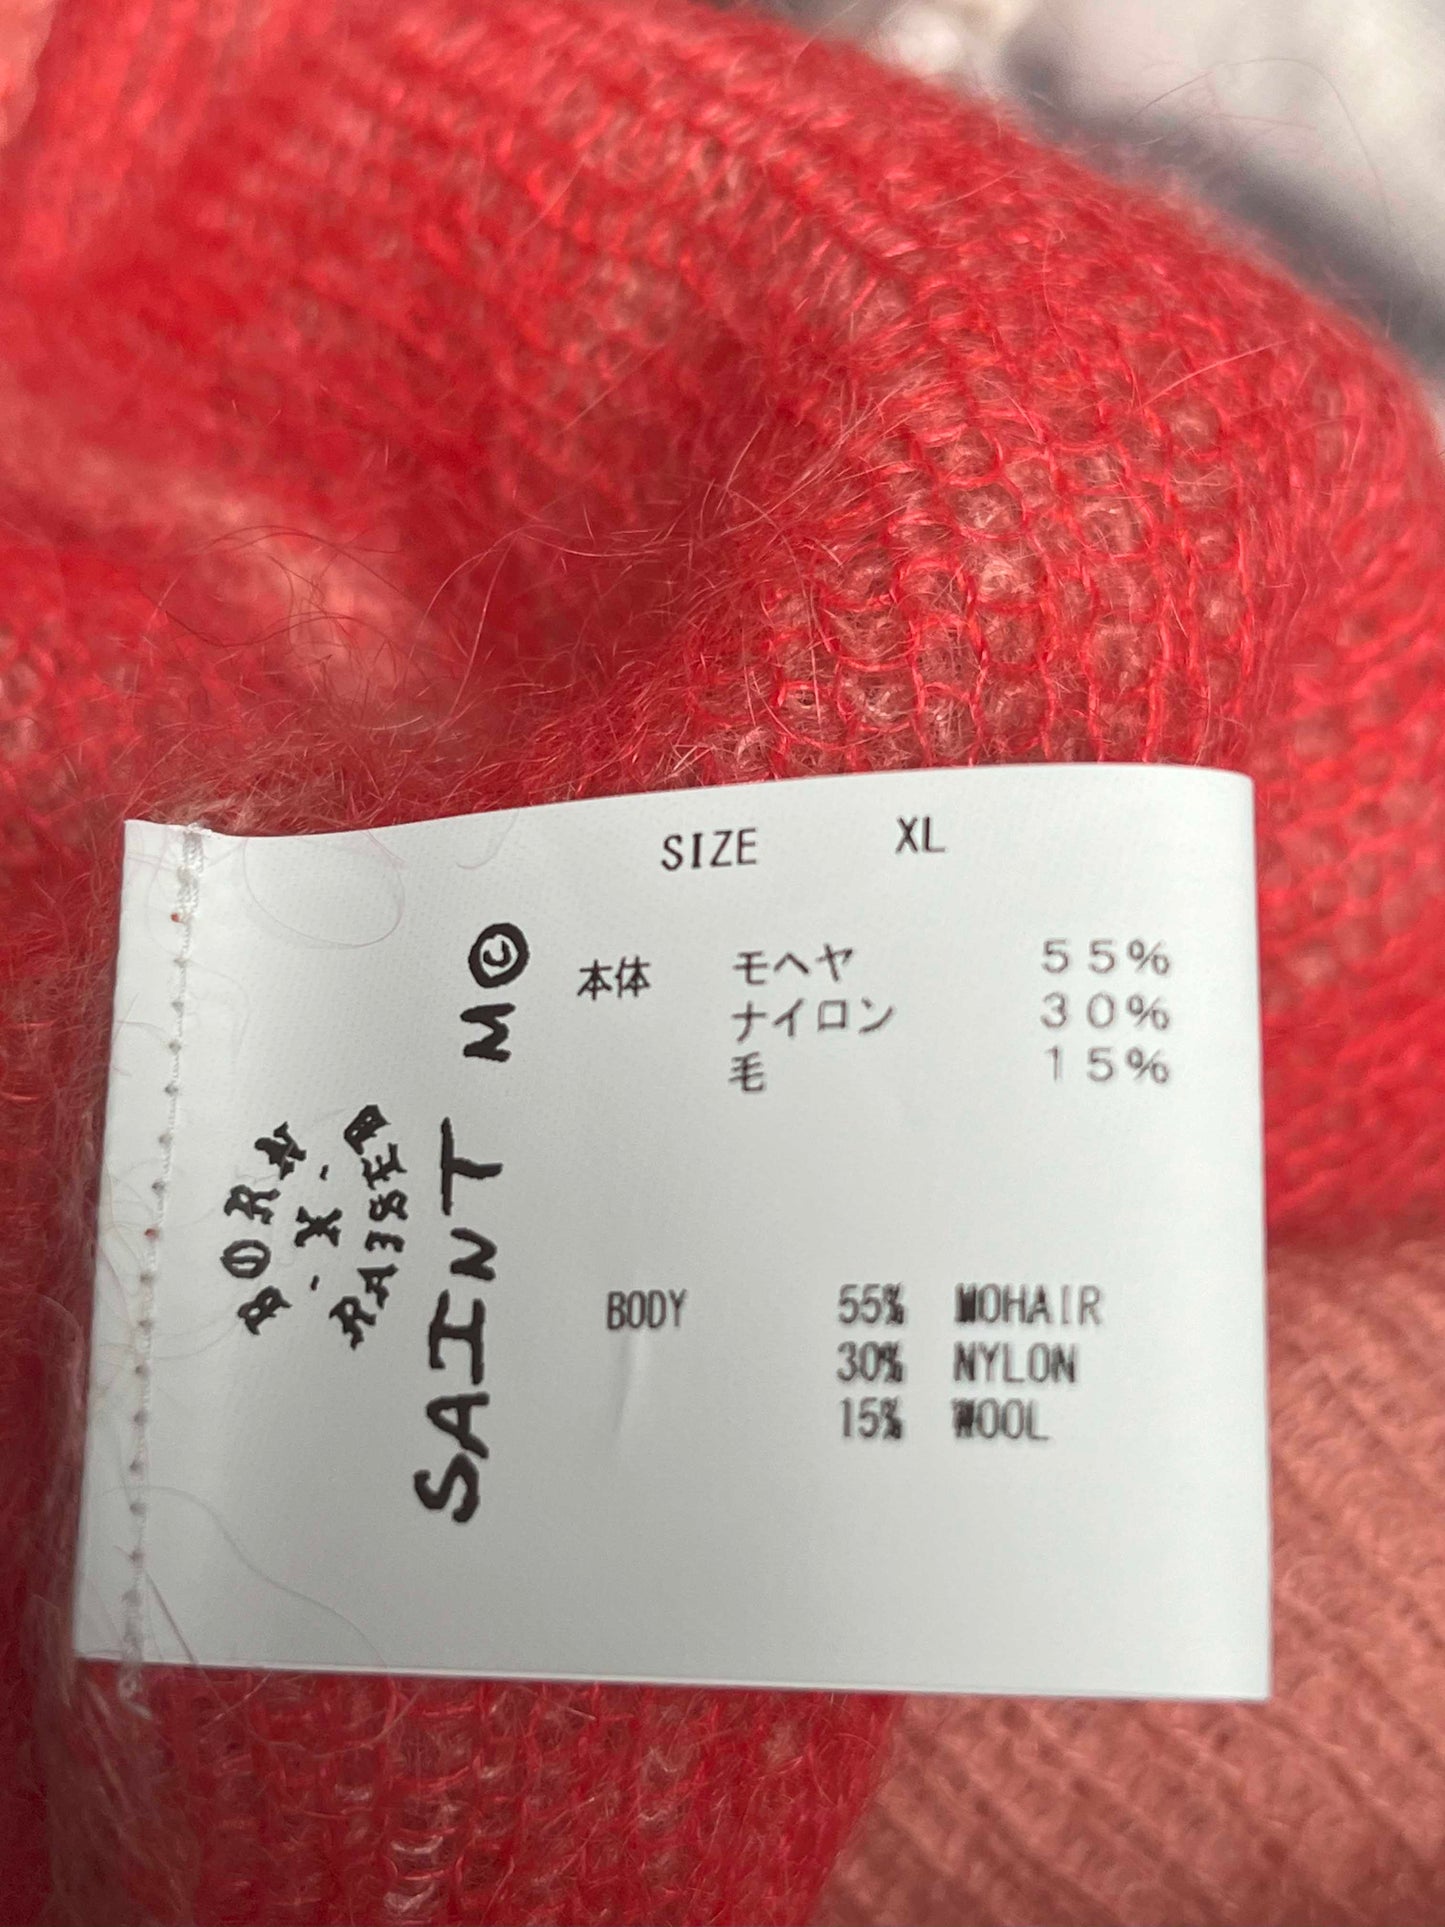 SIZE XL
本体 モヘヤ 55%
ナイロン 30%
毛 15%
BODY 55% MOHAIR
30% NYLON
15% WOOL
BORN
-X-
RAISED
SAINT M©